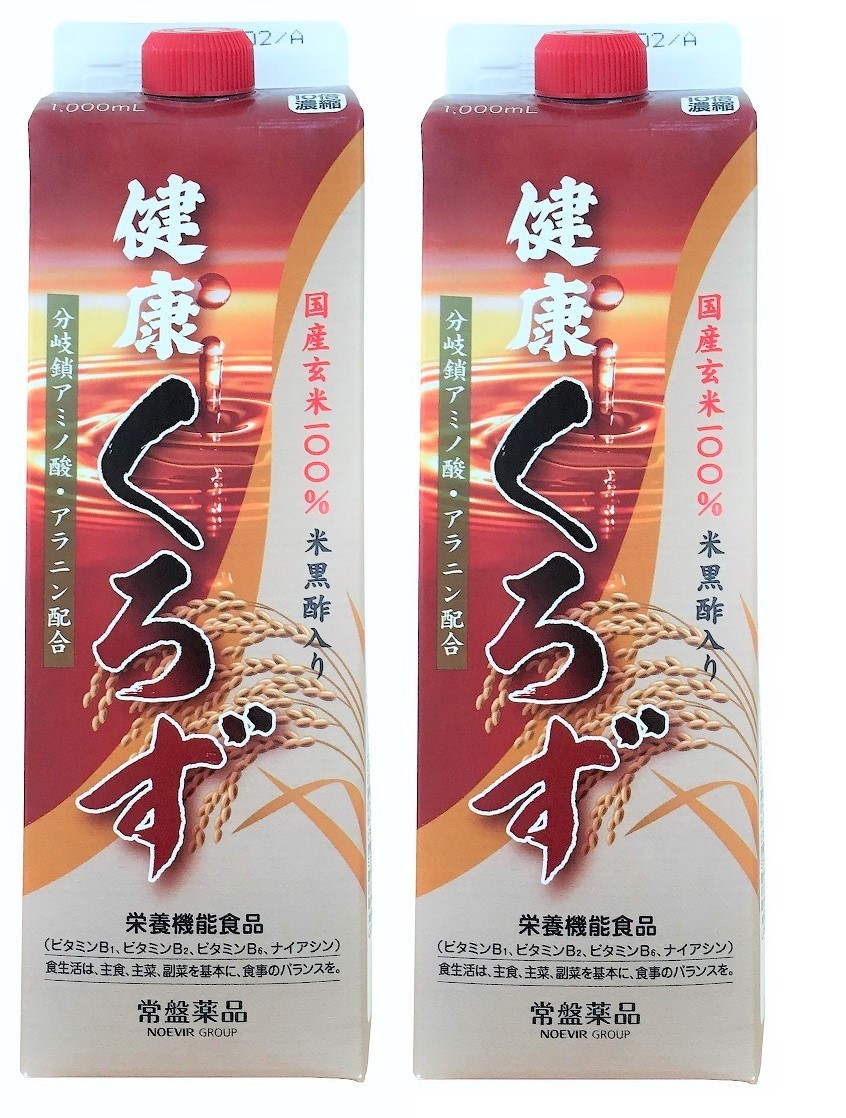 02/A
1,000mL
10倍
濃縮
健康
くろず
分岐鎖アミノ酸・アラニン配合
国産玄米一〇〇% 米黒酢入り
栄養機能食品
(ビタミンB1、ビタミンB2、ビタミンB6、ナイアシン)
食生活は、主食、主菜、副菜を基本に、食事のバランスを。
常盤薬品
NOEVIR GROUP
02/A
1,000mL
10倍
濃縮
健康
くろず
分岐鎖アミノ酸・アラニン配合
国産玄米一〇〇% 米黒酢入り
栄養機能食品
(ビタミンB1、ビタミンB2、ビタミンB6、ナイアシン)
食生活は、主食、主菜、副菜を基本に、食事のバランスを。
常盤薬品
NOEVIR GROUP